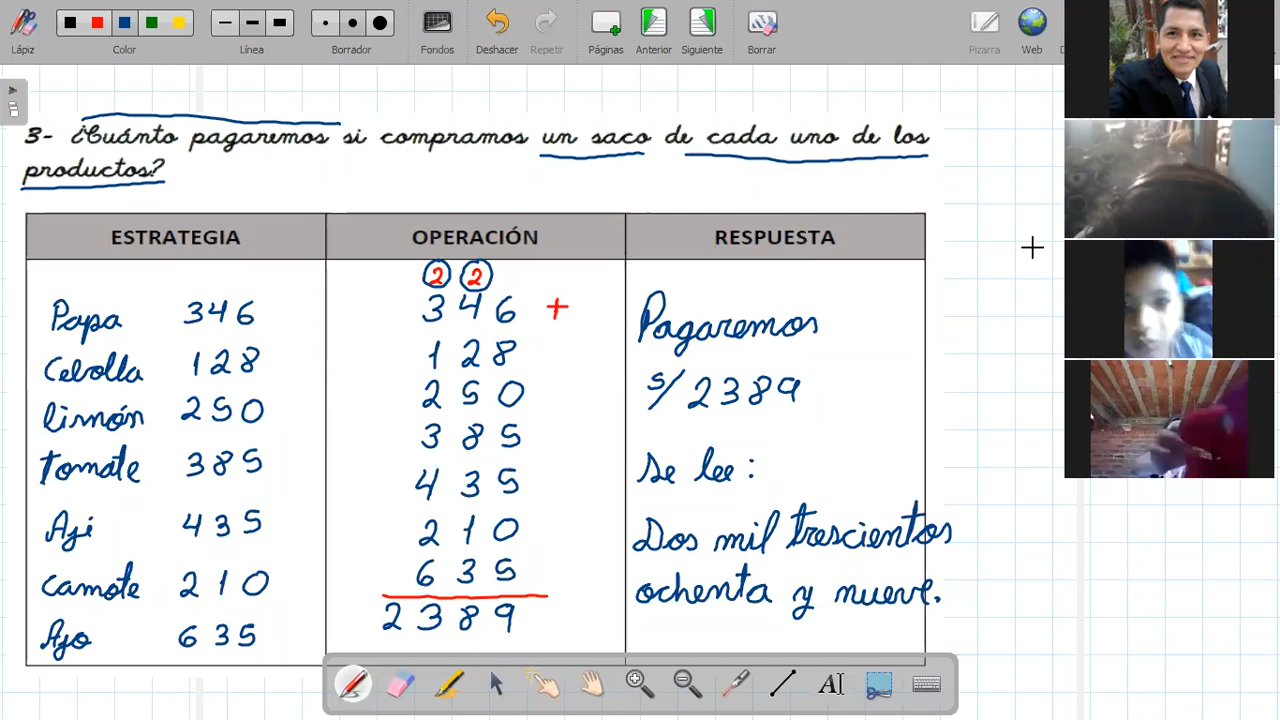 Lápiz
Color
Línea
Borrador
Fondos
Deshacer
Repetir
Páginas
Anterior
Siguiente
Borrar
Pizarra
Web
3- ¿Cuánto pagaremos si compramos un saco de cada uno de los
productos?
ESTRATEGIA OPERACIÓN RESPUESTA
Papa 346
Cebolla 128
limón 250
tomate 385
Aji 435
camote 210
Ajo 635
2 2
346 +
128
250
385
435
210
635
2389
Pagaremos
s/ 2389
se lee:
Dos mil trescientos
ochenta y nueve.
AI